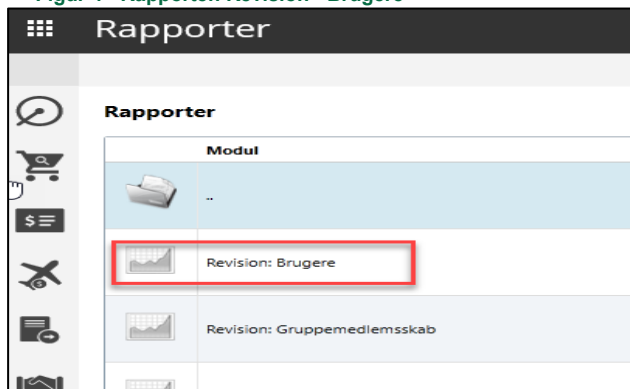 Rapporter
Rapporter
Modul
..
$
Revision: Brugere
Revision: Gruppemedlemsskab